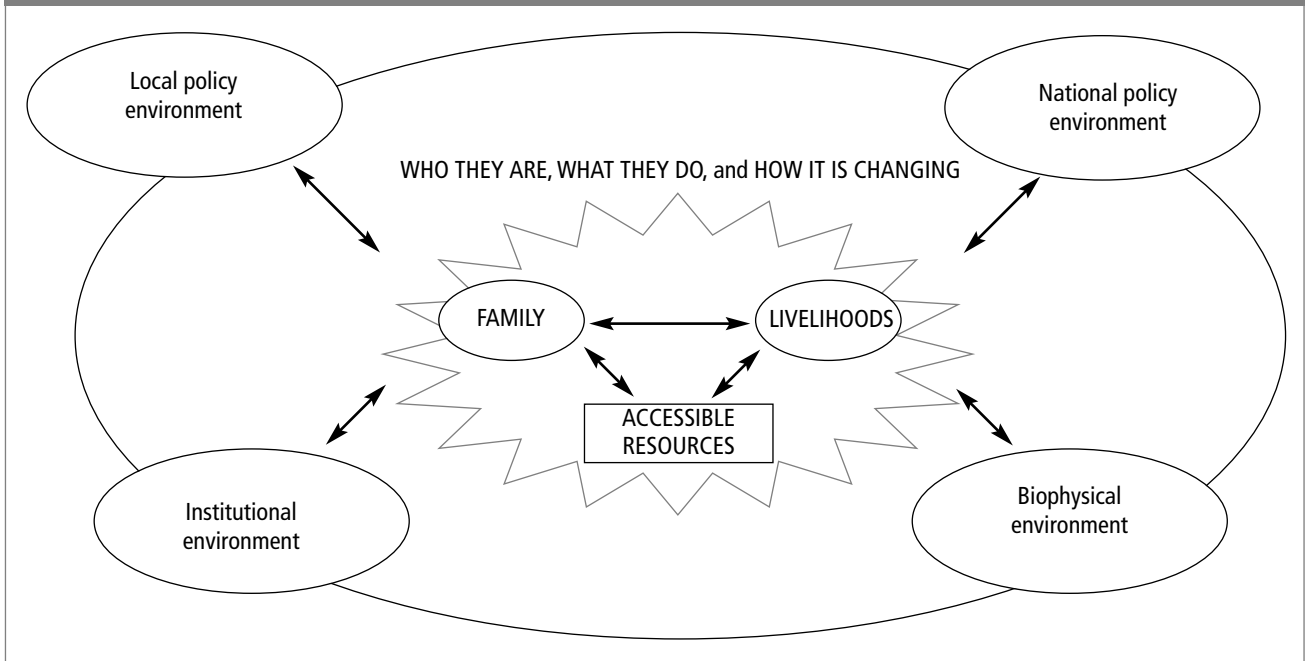 Local policy
environment
National policy
environment
WHO THEY ARE, WHAT THEY DO, and HOW IT IS CHANGING
FAMILY
LIVELIHOODS
ACCESSIBLE
RESOURCES
Institutional
environment
Biophysical
environment